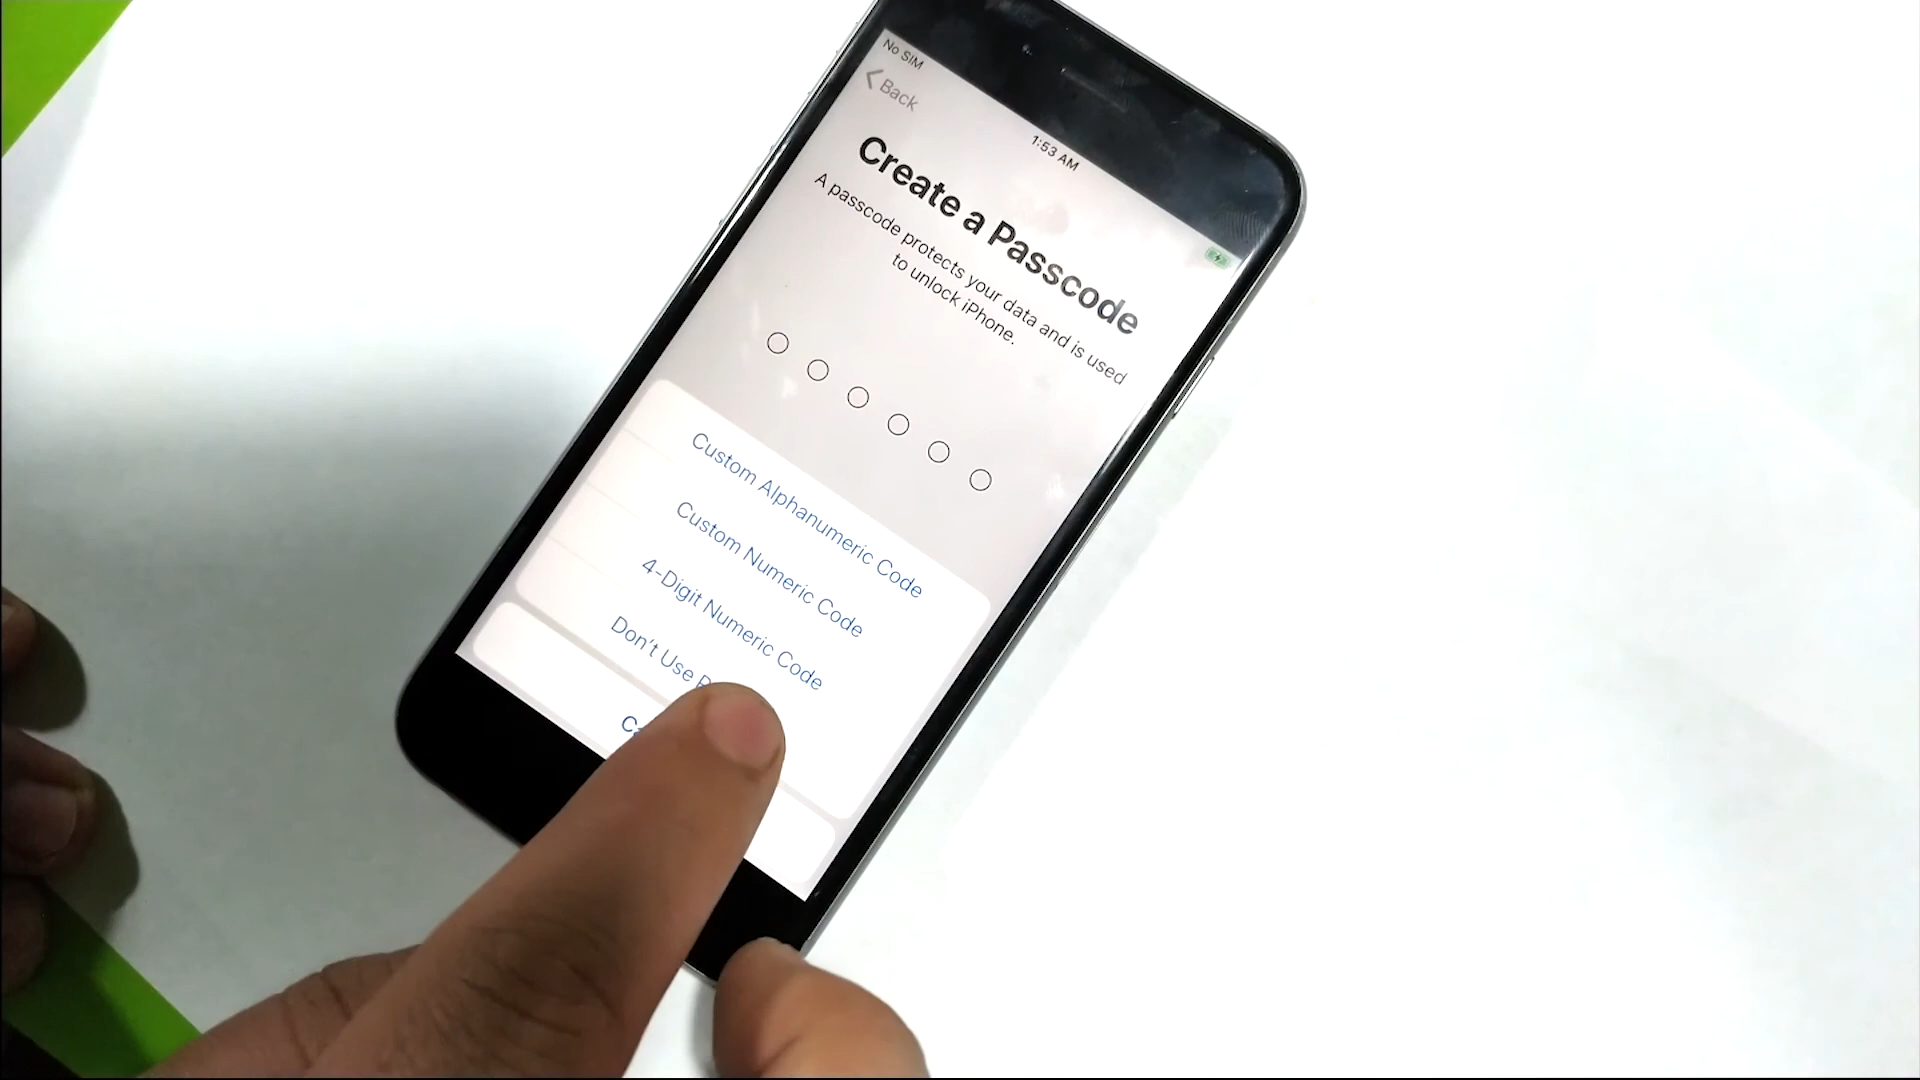 No SIM
1:53 AM
Back
Create a Passcode
A passcode protects your data and is used
to unlock iPhone.
Custom Alphanumeric Code
Custom Numeric Code
4-Digit Numeric Code
Don't Use